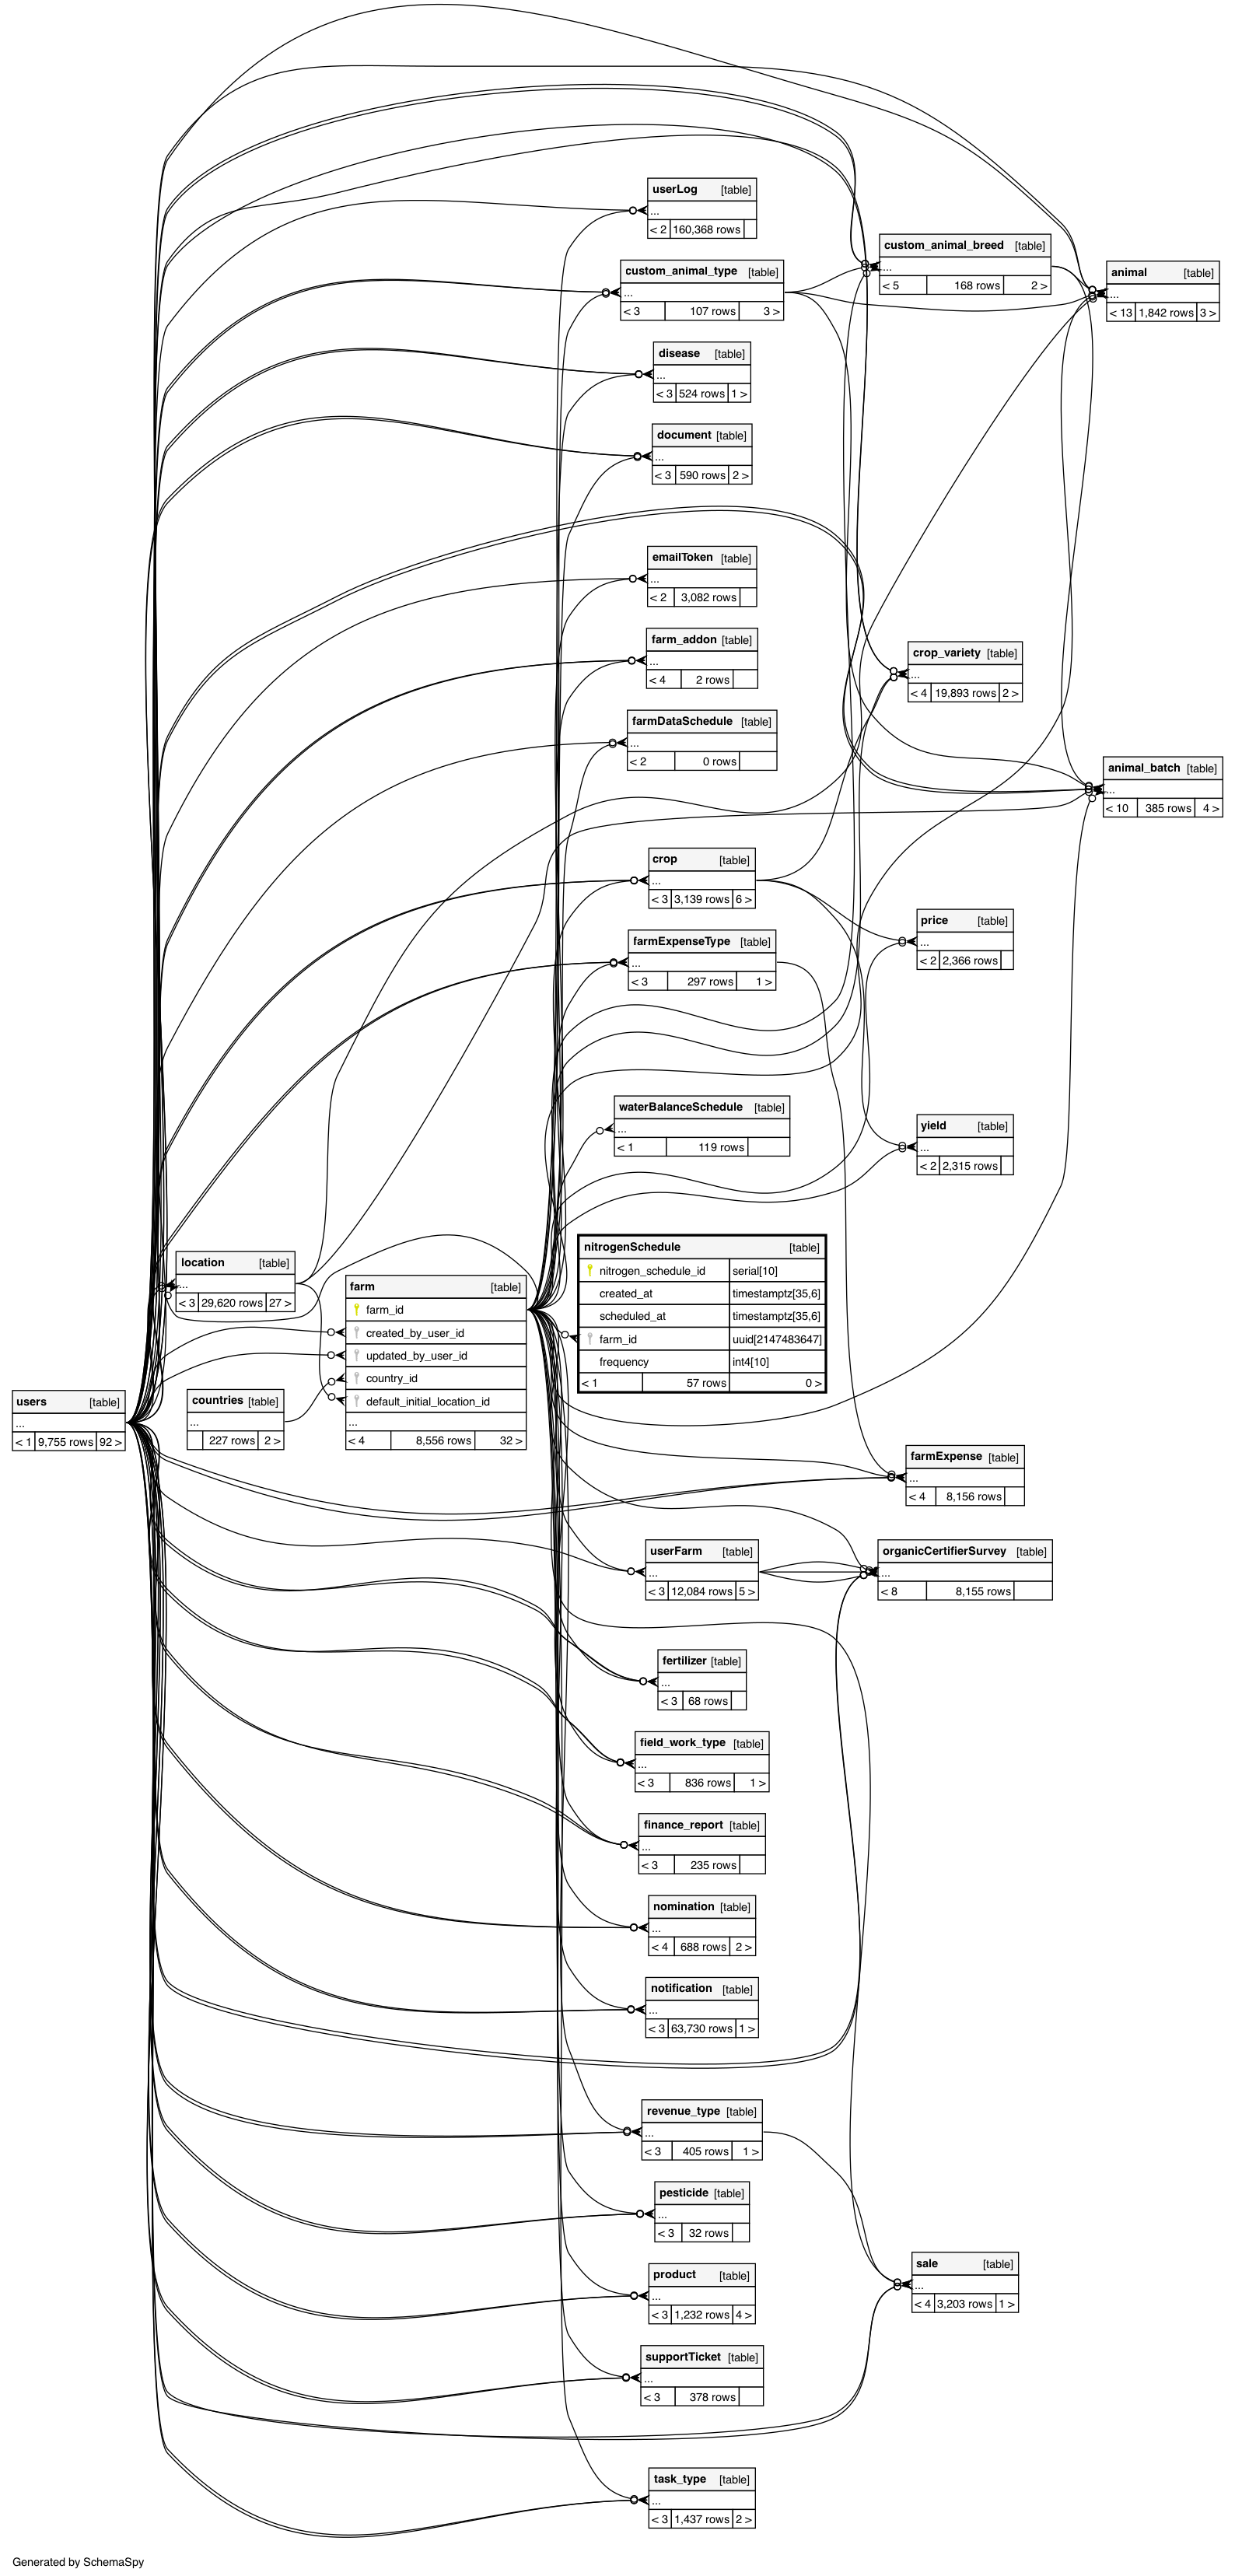 userLog [table]
...
< 2 160,368 rows
custom_animal_breed [table]
...
< 5 168 rows 2 >
custom_animal_type [table]
...
< 3 107 rows 3 >
animal [table]
...
< 13 1,842 rows 3 >
disease [table]
...
< 3 524 rows 1 >
document [table]
...
< 3 590 rows 2 >
emailToken [table]
...
< 2 3,082 rows
farm_addon [table]
...
< 4 2 rows
crop_variety [table]
...
< 4 19,893 rows 2 >
farmDataSchedule [table]
...
< 2 0 rows
animal_batch [table]
...
< 10 385 rows 4 >
crop [table]
...
< 3 3,139 rows 6 >
price [table]
...
< 2 2,366 rows
farmExpenseType [table]
...
< 3 297 rows 1 >
waterBalanceSchedule [table]
...
< 1 119 rows
yield [table]
...
< 2 2,315 rows
nitrogenSchedule [table]
nitrogen_schedule_id serial[10]
created_at timestamptz[35,6]
scheduled_at timestamptz[35,6]
farm_id uuid[2147483647]
frequency int4[10]
< 1 57 rows 0 >
location [table]
...
< 3 29,620 rows 27 >
farm [table]
farm_id
created_by_user_id
updated_by_user_id
country_id
default_initial_location_id
...
< 4 8,556 rows 32 >
users [table]
...
< 1 9,755 rows 92 >
countries [table]
...
227 rows 2 >
farmExpense [table]
...
< 4 8,156 rows
userFarm [table]
...
< 3 12,084 rows 5 >
organicCertifierSurvey [table]
...
< 8 8,155 rows
fertilizer [table]
...
< 3 68 rows
field_work_type [table]
...
< 3 836 rows 1 >
finance_report [table]
...
< 3 235 rows
nomination [table]
...
< 4 688 rows 2 >
notification [table]
...
< 3 63,730 rows 1 >
revenue_type [table]
...
< 3 405 rows 1 >
pesticide [table]
...
< 3 32 rows
sale [table]
...
< 4 3,203 rows 1 >
product [table]
...
< 3 1,232 rows 4 >
supportTicket [table]
...
< 3 378 rows
task_type [table]
...
< 3 1,437 rows 2 >
Generated by SchemaSpy